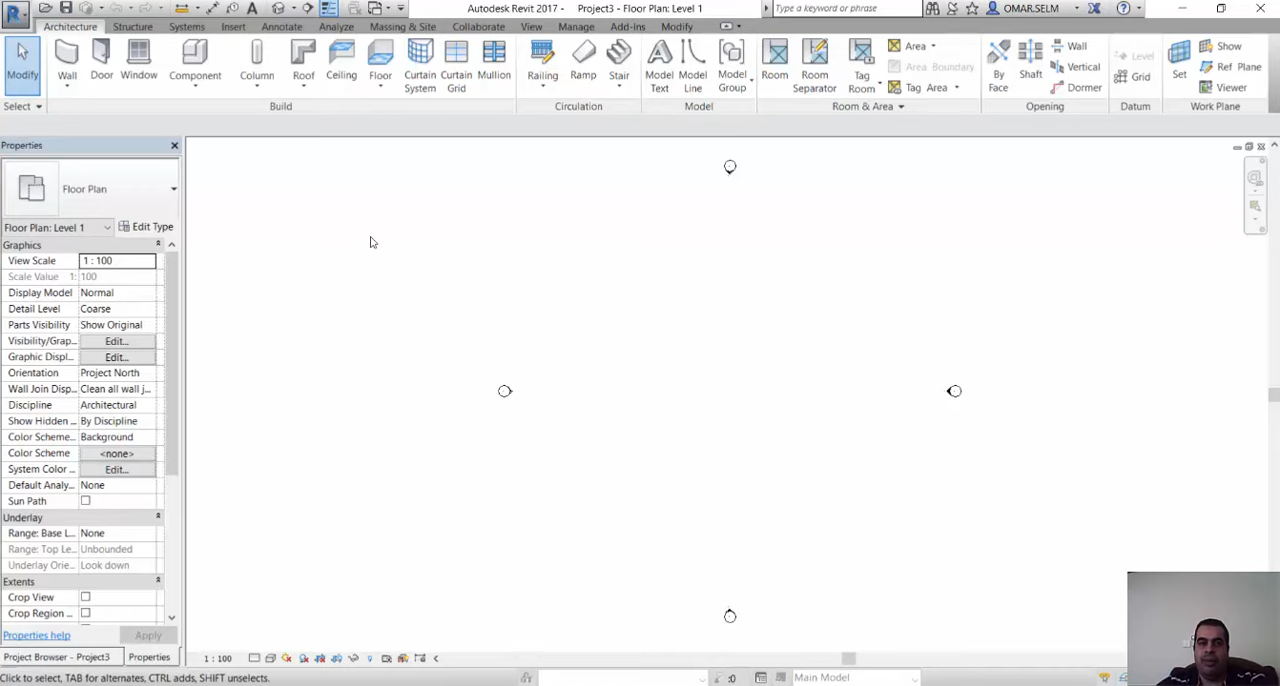 Autodesk Revit 2017 - Project3 - Floor Plan: Level 1
Type a keyword or phrase
OMAR.SELM
Architecture Structure Systems Insert Annotate Analyze Massing & Site Collaborate View Manage Add-Ins Modify
Modify Wall Door Window Component Column Roof Ceiling Floor Curtain System Curtain Grid Mullion Railing Ramp Stair Model Text Model Line Model Group Room Room Separator Tag Room Area Area Boundary Tag Area By Face Shaft Wall Vertical Dormer Level Grid Set Show Ref Plane Viewer
Select Build Circulation Model Room & Area Opening Datum Work Plane
Properties
Floor Plan
Floor Plan: Level 1 Edit Type
Graphics
View Scale 1 : 100
Scale Value 1: 100
Display Model Normal
Detail Level Coarse
Parts Visibility Show Original
Visibility/Grap... Edit...
Graphic Displ... Edit...
Orientation Project North
Wall Join Disp... Clean all wall j...
Discipline Architectural
Show Hidden ... By Discipline
Color Scheme... Background
Color Scheme <none>
System Color ... Edit...
Default Analy... None
Sun Path
Underlay
Range: Base L... None
Range: Top Le... Unbounded
Underlay Orie... Look down
Extents
Crop View
Crop Region ...
Properties help Apply
Project Browser - Project3 Properties
1 : 100
Click to select, TAB for alternates, CTRL adds, SHIFT unselects.
:0
Main Model